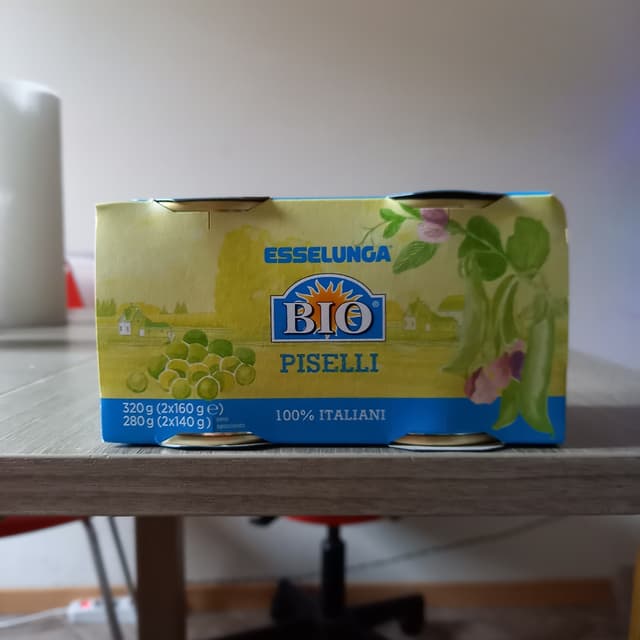 ESSELUNGA
BIO®
PISELLI
320 g (2x160 g ℮)
280 g (2x140 g)
100% ITALIANI